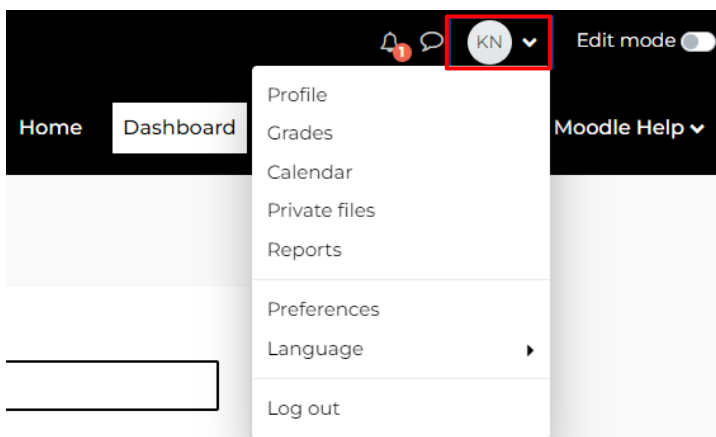 1 KN Edit mode
Home Dashboard Moodle Help
Profile
Grades
Calendar
Private files
Reports
Preferences
Language
Log out